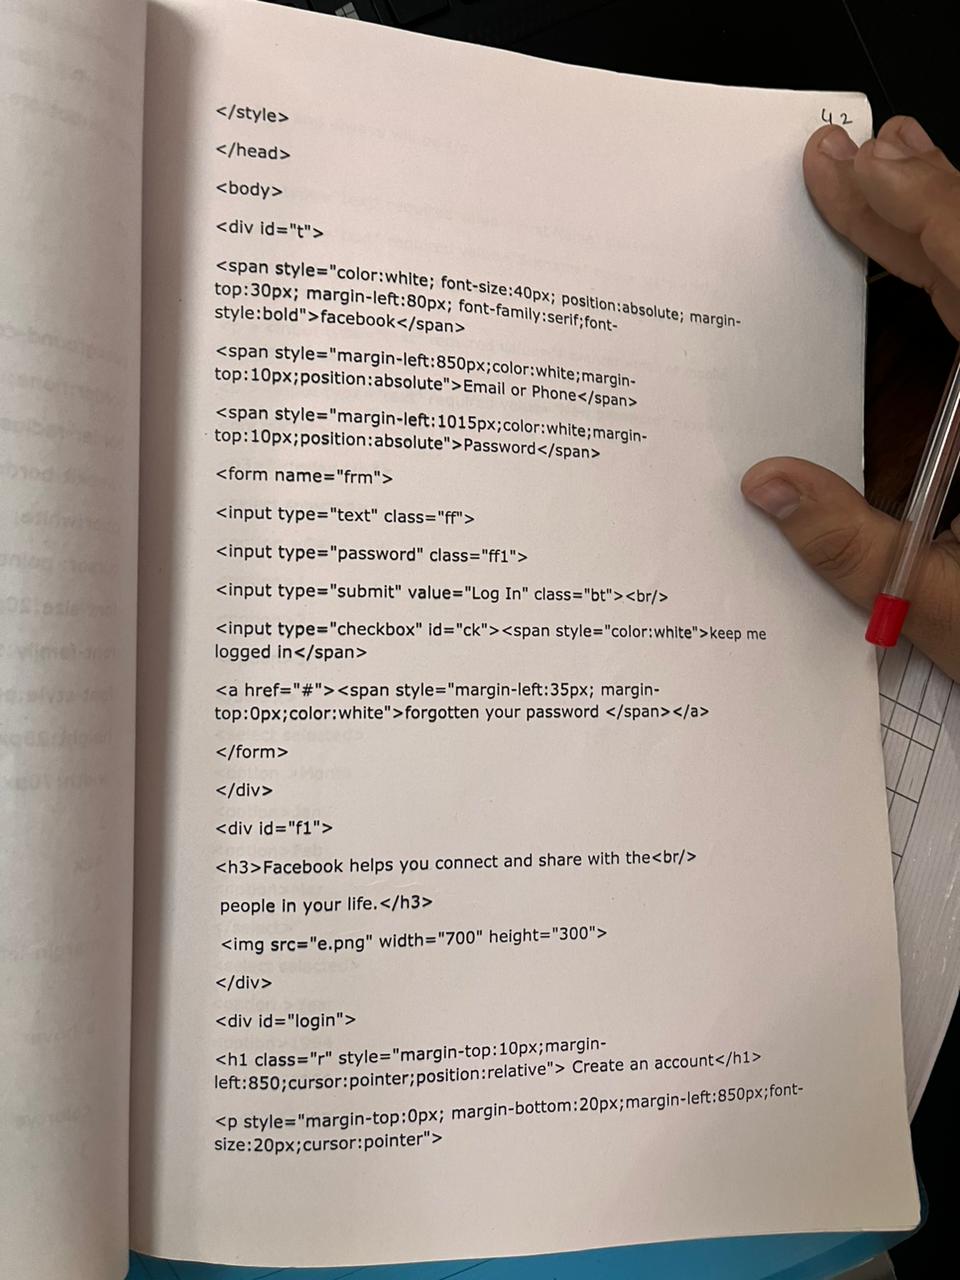 42
</style>
</head>
<body>
<div id="t">
<span style="color:white; font-size:40px; position:absolute; margin-
top:30px; margin-left:80px; font-family:serif;font-
style:bold">facebook</span>
<span style="margin-left:850px;color:white;margin-
top:10px;position:absolute">Email or Phone</span>
<span style="margin-left:1015px;color:white;margin-
top:10px;position:absolute">Password</span>
<form name="frm">
<input type="text" class="ff">
<input type="password" class="ff1">
<input type="submit" value="Log In" class="bt"><br/>
<input type="checkbox" id="ck"><span style="color:white">keep me
logged in</span>
<a href="#"><span style="margin-left:35px; margin-
top:0px;color:white">forgotten your password </span></a>
</form>
</div>
<div id="f1">
<h3>Facebook helps you connect and share with the<br/>
people in your life.</h3>
<img src="e.png" width="700" height="300">
</div>
<div id="login">
<h1 class="r" style="margin-top:10px;margin-
left:850;cursor:pointer;position:relative"> Create an account</h1>
<p style="margin-top:0px; margin-bottom:20px;margin-left:850px;font-
size:20px;cursor:pointer">